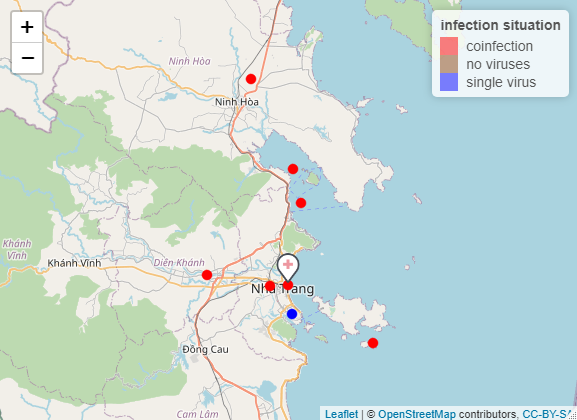 +
−
infection situation
coinfection
no viruses
single virus
Ninh Hòa
Ninh Hòa
Khánh
Vĩnh
Khánh Vĩnh
Diên Khánh
Nha Trang
Đồng Cau
Cam Lâm
Leaflet | © OpenStreetMap contributors, CC-BY-SA